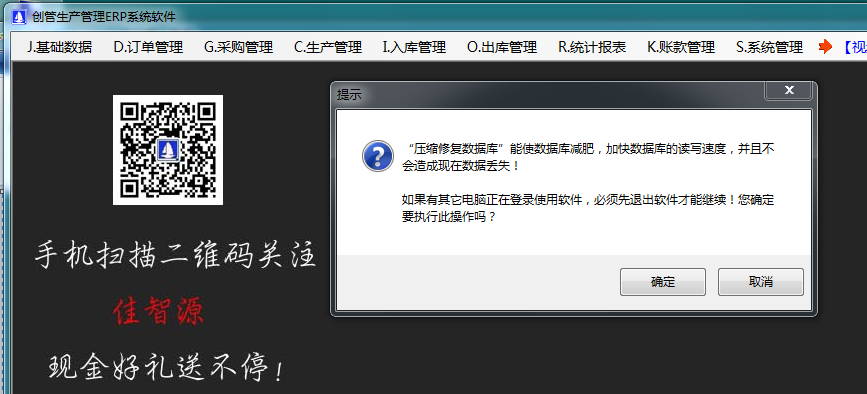 创管生产管理ERP系统软件
J.基础数据 D.订单管理 G.采购管理 C.生产管理 I.入库管理 O.出库管理 R.统计报表 K.账款管理 S.系统管理 【视
提示
“压缩修复数据库”能使数据库减肥，加快数据库的读写速度，并且不
会造成现在数据丢失！
如果有其它电脑正在登录使用软件，必须先退出软件才能继续！您确定
要执行此操作吗？
确定 取消
手机扫描二维码关注
佳智源
现金好礼送不停！